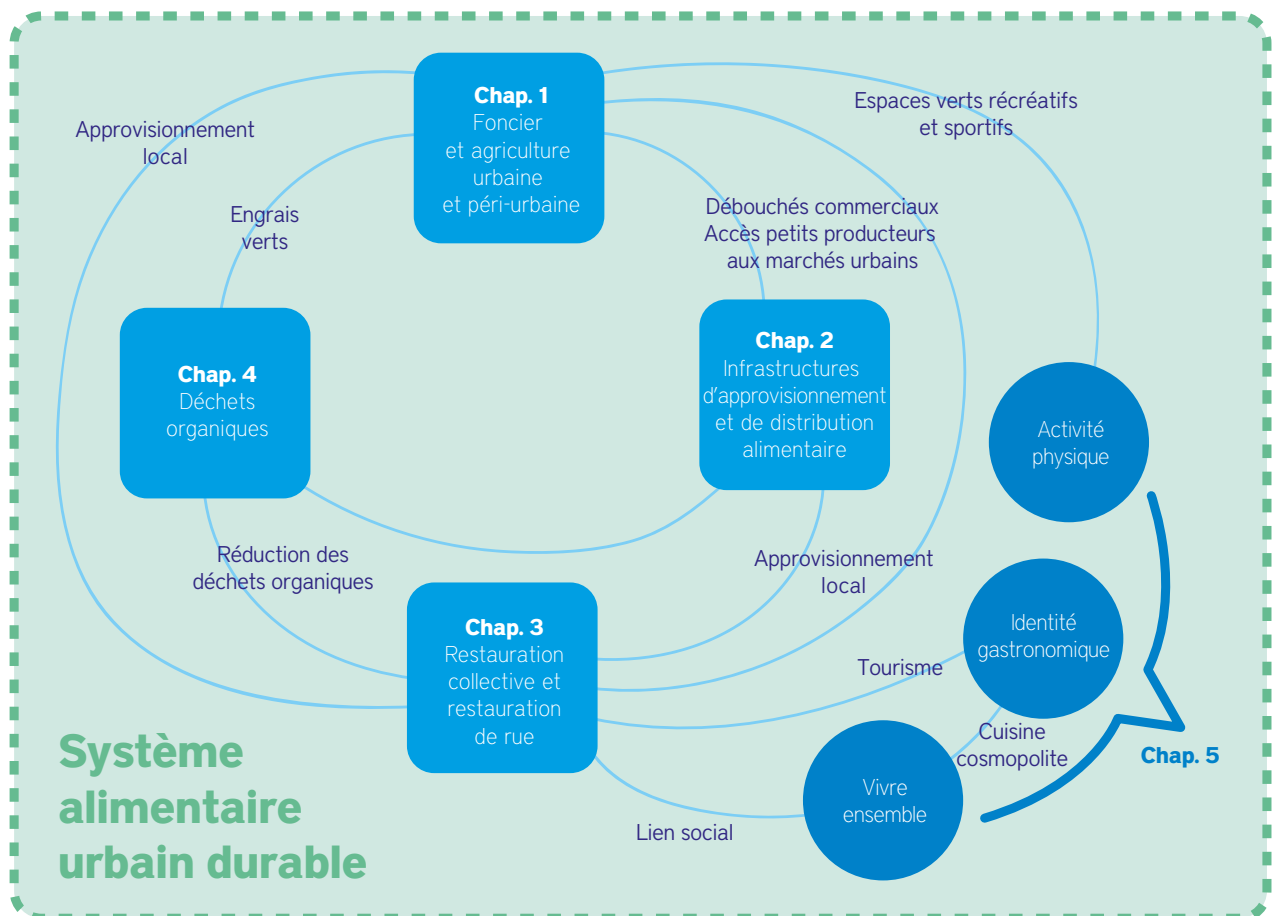 Chap. 1
Foncier
et agriculture
urbaine
et péri-urbaine
Espaces verts récréatifs
et sportifs
Approvisionnement
local
Engrais
verts
Débouchés commerciaux
Accès petits producteurs
aux marchés urbains
Chap. 4
Déchets
organiques
Chap. 2
Infrastructures
d'approvisionnement
et de distribution
alimentaire
Activité
physique
Réduction des
déchets organiques
Approvisionnement
local
Chap. 3
Restauration
collective et
restauration
de rue
Identité
gastronomique
Tourisme
Cuisine
cosmopolite
Chap. 5
Vivre
ensemble
Lien social
Système
alimentaire
urbain durable